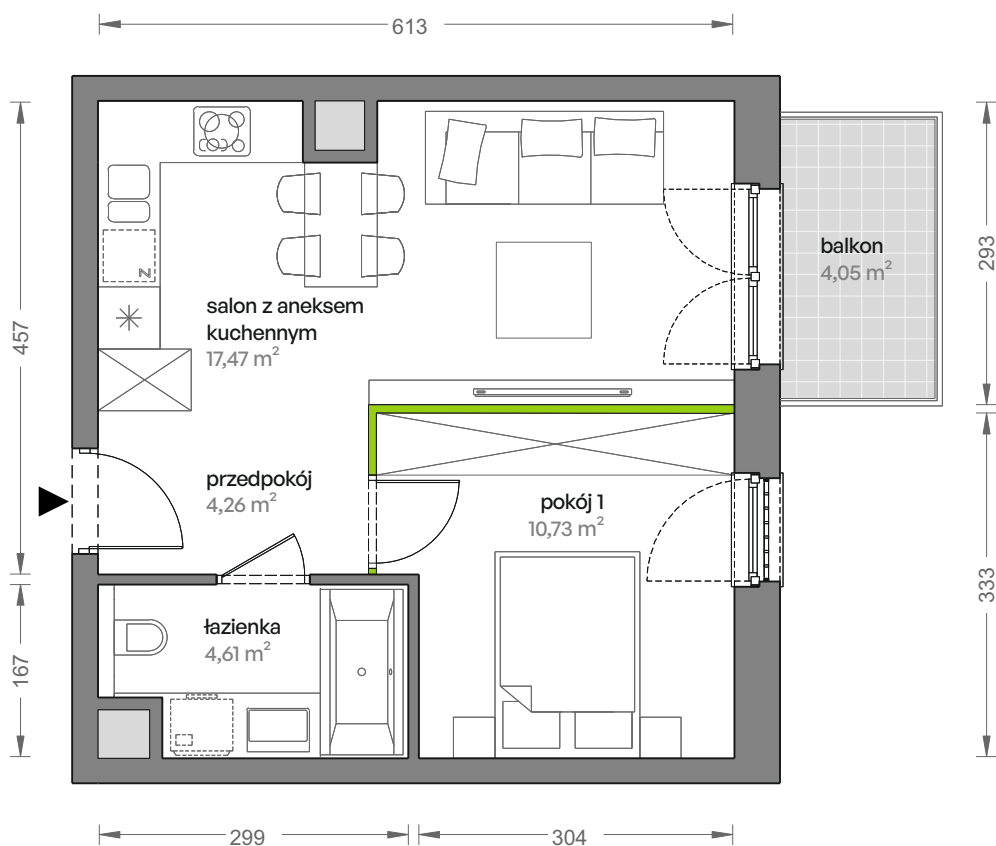 613
457
293
balkon
4,05 m²
salon z aneksem
kuchennym
17,47 m²
z
przedpokój
4,26 m²
pokój 1
10,73 m²
333
łazienka
4,61 m²
167
299
304